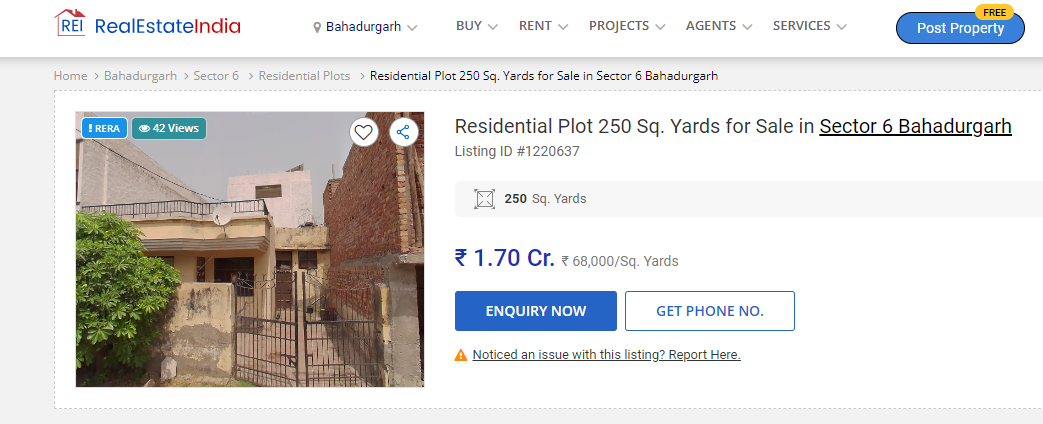 REI RealEstateIndia
Bahadurgarh
BUY RENT PROJECTS AGENTS SERVICES
FREE
Post Property
Home > Bahadurgarh > Sector 6 > Residential Plots > Residential Plot 250 Sq. Yards for Sale in Sector 6 Bahadurgarh
! RERA 42 Views
Residential Plot 250 Sq. Yards for Sale in Sector 6 Bahadurgarh
Listing ID #1220637
250 Sq. Yards
₹ 1.70 Cr. ₹ 68,000/Sq. Yards
ENQUIRY NOW GET PHONE NO.
Noticed an issue with this listing? Report Here.